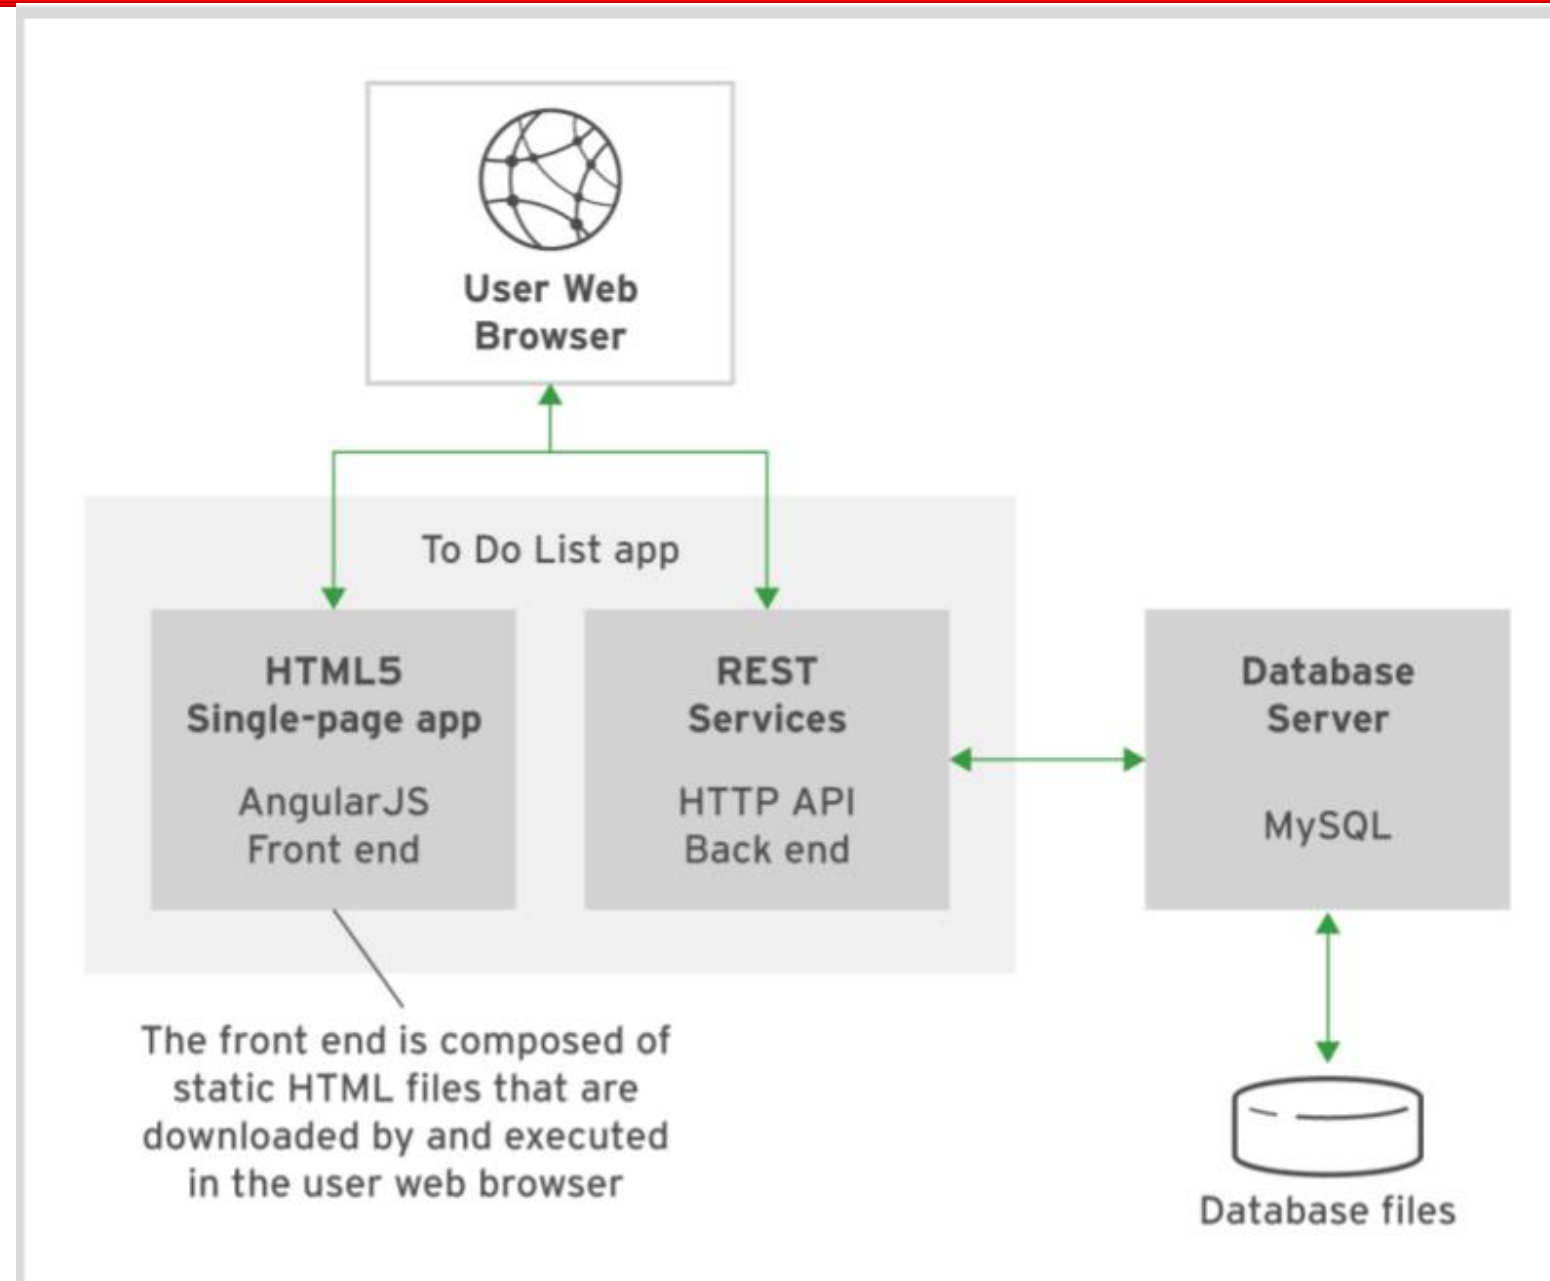 User Web
Browser
To Do List app
HTML5
Single-page app
AngularJS
Front end
REST
Services
HTTP API
Back end
Database
Server
MySQL
The front end is composed of
static HTML files that are
downloaded by and executed
in the user web browser
Database files